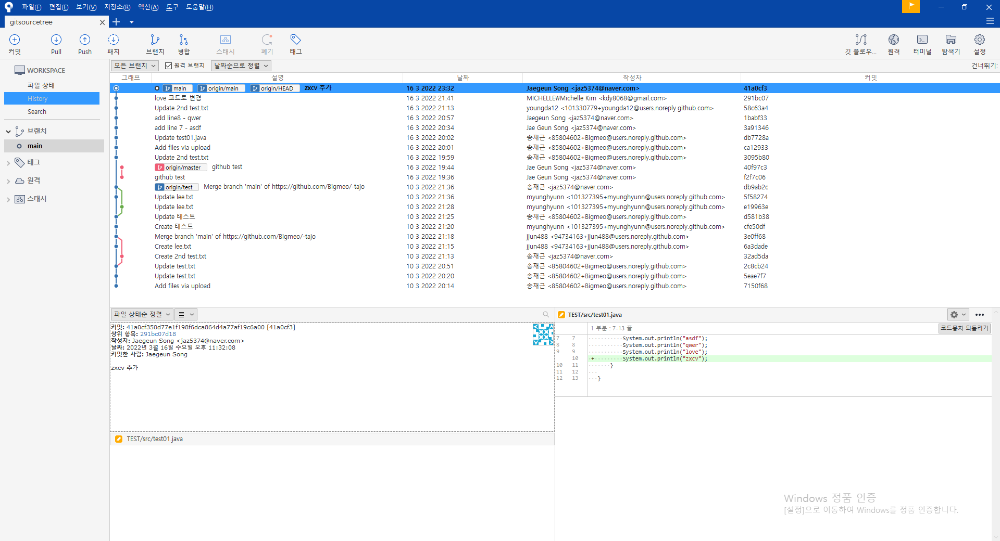 파일(F) 편집(E) 보기(V) 저장소(R) 액션(A) 도구 도움말(H)
gitsourcetree
커밋 Pull Push 패치 브랜치 병합 스태시 폐기 태그 깃 플로우... 원격 터미널 탐색기 설정
WORKSPACE
파일 상태
History
Search
브랜치
main
태그
원격
스태시
모든 브랜치 원격 브랜치 날짜순으로 정렬 건너뛰기:
그래프 설명 날짜 작성자 커밋
main origin/main origin/HEAD zxcv 추가 16 3 2022 23:32 Jaegeun Song <jaz5374@naver.com> 41a0cf3
love 코드로 변경 16 3 2022 21:41 MICHELLE₩Michelle Kim <kdy8068@gmail.com> 291bc07
Update 2nd test.txt 16 3 2022 21:13 youngda12 <101330779+youngda12@users.noreply.github.com> 58c63a4
add line8 - qwer 16 3 2022 20:57 Jaegeun Song <jaz5374@naver.com> 1babf33
add line 7 - asdf 16 3 2022 20:34 Jae Geun Song <jaz5374@naver.com> 3a91346
Update test01.java 16 3 2022 20:02 송재근 <85804602+Bigmeo@users.noreply.github.com> db7728a
Add files via upload 16 3 2022 20:01 송재근 <85804602+Bigmeo@users.noreply.github.com> ca12933
Update 2nd test.txt 16 3 2022 19:59 송재근 <85804602+Bigmeo@users.noreply.github.com> 3095b80
origin/master github test 16 3 2022 19:44 Jae Geun Song <jaz5374@naver.com> 40f97c3
github test 16 3 2022 19:36 Jae Geun Song <jaz5374@naver.com> f2f7c06
origin/test Merge branch 'main' of https://github.com/Bigmeo/-tajo 10 3 2022 21:36 송재근 <jaz5374@naver.com> db9ab2c
Update lee.txt 10 3 2022 21:36 myunghyunn <101327395+myunghyunn@users.noreply.github.com> 5f58274
Update lee.txt 10 3 2022 21:28 myunghyunn <101327395+myunghyunn@users.noreply.github.com> e19963e
Update 테스트 10 3 2022 21:25 송재근 <85804602+Bigmeo@users.noreply.github.com> d581b38
Create 테스트 10 3 2022 21:20 myunghyunn <101327395+myunghyunn@users.noreply.github.com> cfe50df
Merge branch 'main' of https://github.com/Bigmeo/-tajo 10 3 2022 21:18 jjun488 <94734163+jjun488@users.noreply.github.com> 3e0ff68
Create lee.txt 10 3 2022 21:15 jjun488 <94734163+jjun488@users.noreply.github.com> 6a3dade
Create 2nd test.txt 10 3 2022 21:13 송재근 <jaz5374@naver.com> 32ad5da
Update test.txt 10 3 2022 20:51 송재근 <85804602+Bigmeo@users.noreply.github.com> 2c8cb24
Update test.txt 10 3 2022 20:20 송재근 <85804602+Bigmeo@users.noreply.github.com> 5eae7f7
Add files via upload 10 3 2022 20:14 송재근 <85804602+Bigmeo@users.noreply.github.com> 7150f68
파일 상태순 정렬
커밋: 41a0cf350d77e1f198f6dca864d4a77af19c6a00 [41a0cf3]
상위 항목: 291bc07d18
작성자: Jaegeun Song <jaz5374@naver.com>
날짜: 2022년 3월 16일 수요일 오후 11:32:08
커밋한 사람: Jaegeun Song
zxcv 추가
TEST/src/test01.java
TEST/src/test01.java
1 부분 : 7-13 줄 코드뭉치 되돌리기
7 7 System.out.println("asdf");
8 8 System.out.println("qwer");
9 9 System.out.println("love");
10 + System.out.println("zxcv");
10 11 }
11 12
12 13 }
Windows 정품 인증
[설정]으로 이동하여 Windows를 정품 인증합니다.